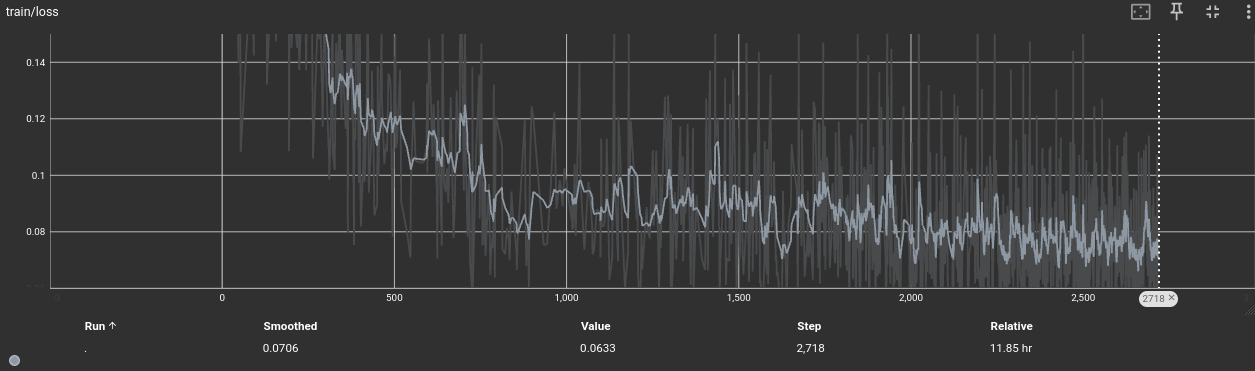 train/loss
0.14
0.12
0.1
0.08
0 500 1,000 1,500 2,000 2,500 2718 ×
Run ↑ Smoothed Value Step Relative
. 0.0706 0.0633 2,718 11.85 hr